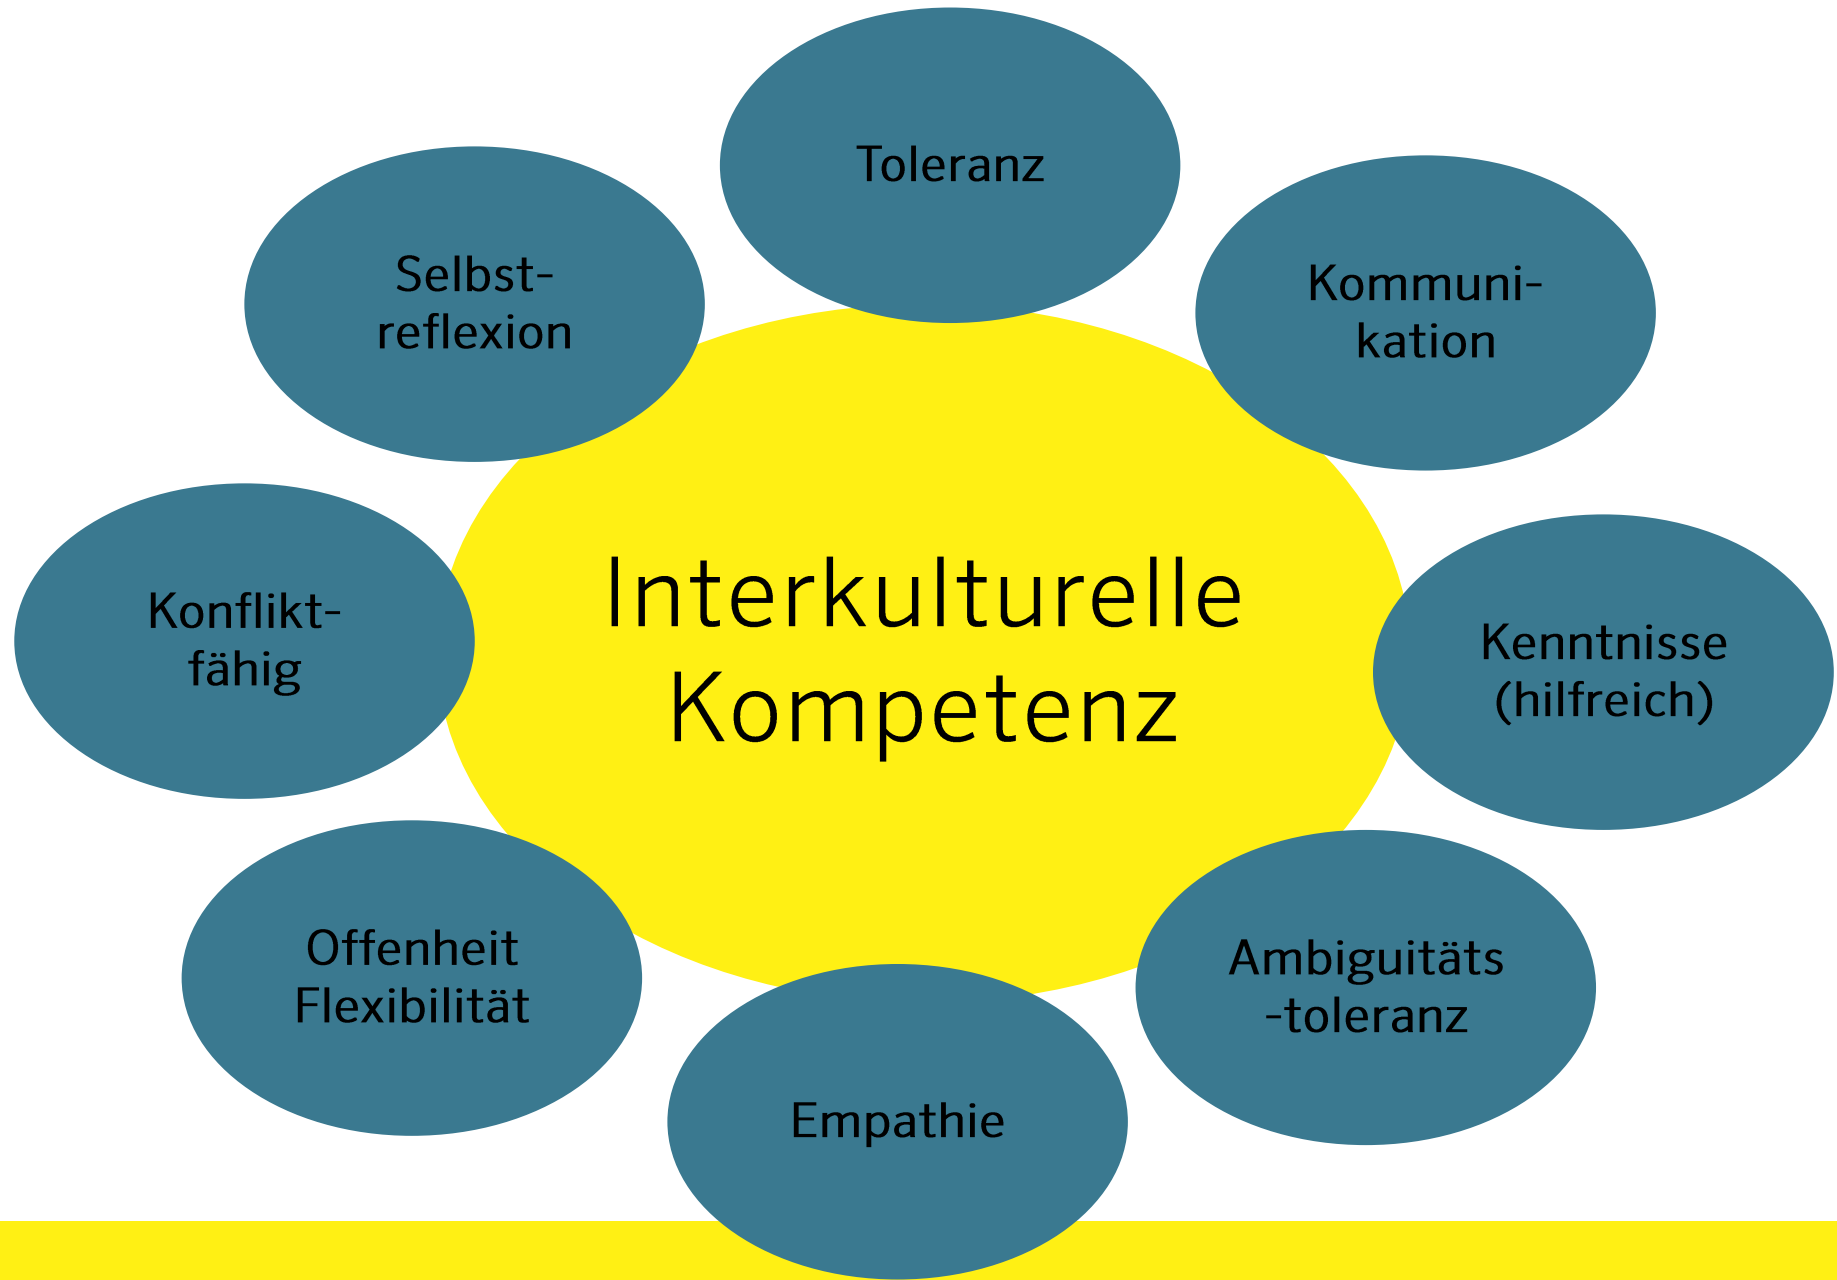 Toleranz
Selbst-
reflexion
Kommuni-
kation
Interkulturelle
Kompetenz
Konflikt-
fähig
Kenntnisse
(hilfreich)
Offenheit
Flexibilität
Ambiguitäts
-toleranz
Empathie